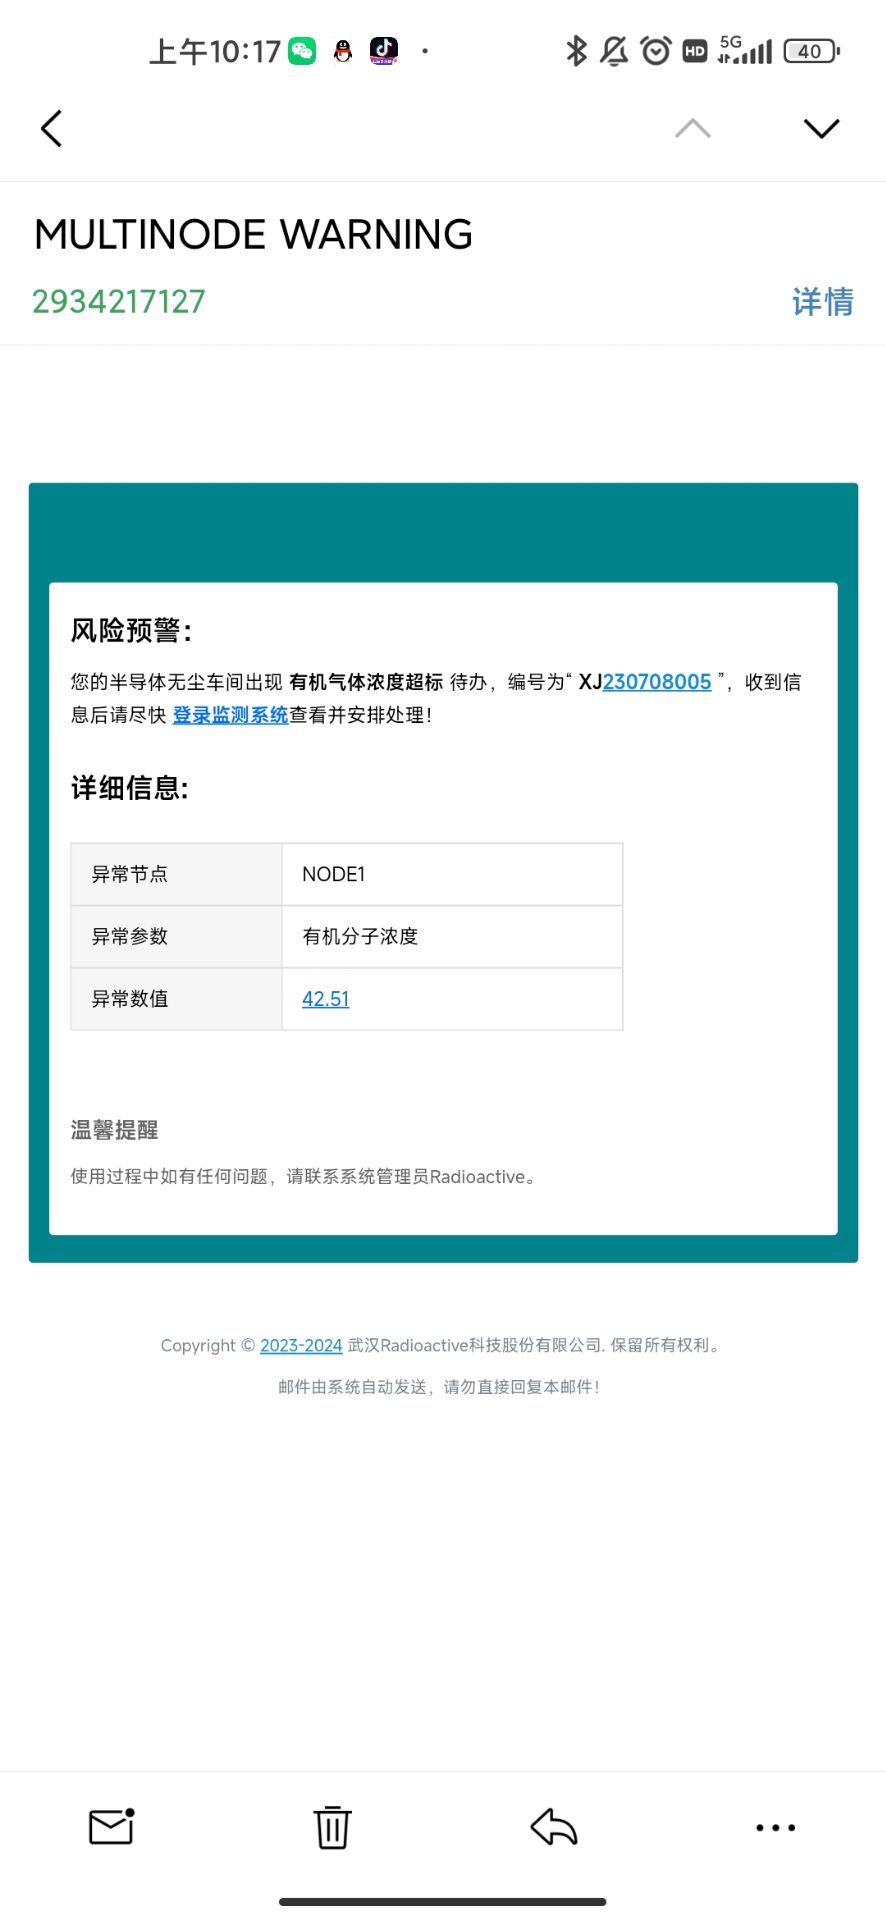 上午10:17
HD 5G 40
MULTINODE WARNING
2934217127 详情
风险预警：
您的半导体无尘车间出现 有机气体浓度超标 待办，编号为“ XJ230708005 ”，收到信
息后请尽快 登录监测系统查看并安排处理！
详细信息:
异常节点 NODE1
异常参数 有机分子浓度
异常数值 42.51
温馨提醒
使用过程中如有任何问题，请联系系统管理员Radioactive。
Copyright © 2023-2024 武汉Radioactive科技股份有限公司. 保留所有权利。
邮件由系统自动发送，请勿直接回复本邮件！